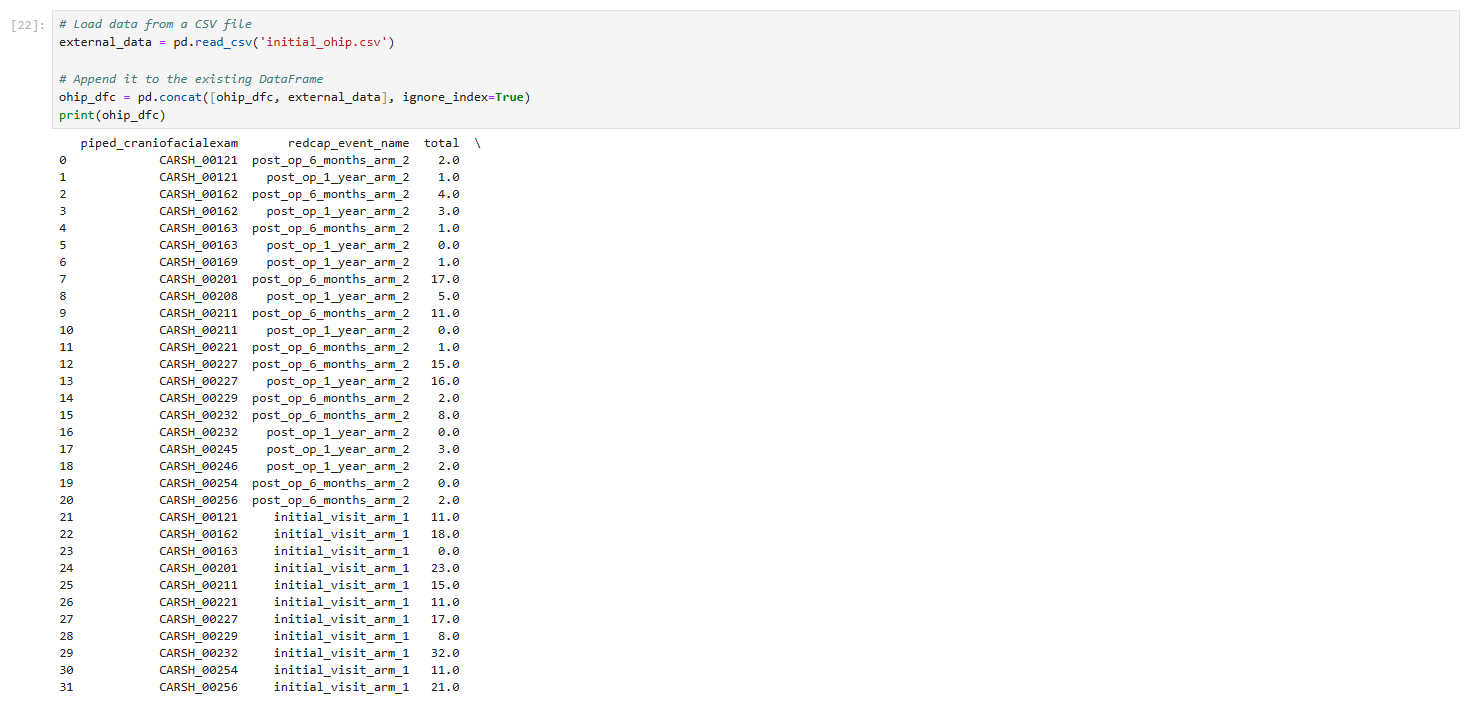 [22]: # Load data from a CSV file
external_data = pd.read_csv('initial_ohip.csv')
# Append it to the existing DataFrame
ohip_dfc = pd.concat([ohip_dfc, external_data], ignore_index=True)
print(ohip_dfc)
piped_craniofacialexam redcap_event_name total \
0 CARSH_00121 post_op_6_months_arm_2 2.0
1 CARSH_00121 post_op_1_year_arm_2 1.0
2 CARSH_00162 post_op_6_months_arm_2 4.0
3 CARSH_00162 post_op_1_year_arm_2 3.0
4 CARSH_00163 post_op_6_months_arm_2 1.0
5 CARSH_00163 post_op_1_year_arm_2 0.0
6 CARSH_00169 post_op_1_year_arm_2 1.0
7 CARSH_00201 post_op_6_months_arm_2 17.0
8 CARSH_00208 post_op_1_year_arm_2 5.0
9 CARSH_00211 post_op_6_months_arm_2 11.0
10 CARSH_00211 post_op_1_year_arm_2 0.0
11 CARSH_00221 post_op_6_months_arm_2 1.0
12 CARSH_00227 post_op_6_months_arm_2 15.0
13 CARSH_00227 post_op_1_year_arm_2 16.0
14 CARSH_00229 post_op_6_months_arm_2 2.0
15 CARSH_00232 post_op_6_months_arm_2 8.0
16 CARSH_00232 post_op_1_year_arm_2 0.0
17 CARSH_00245 post_op_1_year_arm_2 3.0
18 CARSH_00246 post_op_1_year_arm_2 2.0
19 CARSH_00254 post_op_6_months_arm_2 0.0
20 CARSH_00256 post_op_6_months_arm_2 2.0
21 CARSH_00121 initial_visit_arm_1 11.0
22 CARSH_00162 initial_visit_arm_1 18.0
23 CARSH_00163 initial_visit_arm_1 0.0
24 CARSH_00201 initial_visit_arm_1 23.0
25 CARSH_00211 initial_visit_arm_1 15.0
26 CARSH_00221 initial_visit_arm_1 11.0
27 CARSH_00227 initial_visit_arm_1 17.0
28 CARSH_00229 initial_visit_arm_1 8.0
29 CARSH_00232 initial_visit_arm_1 32.0
30 CARSH_00254 initial_visit_arm_1 11.0
31 CARSH_00256 initial_visit_arm_1 21.0